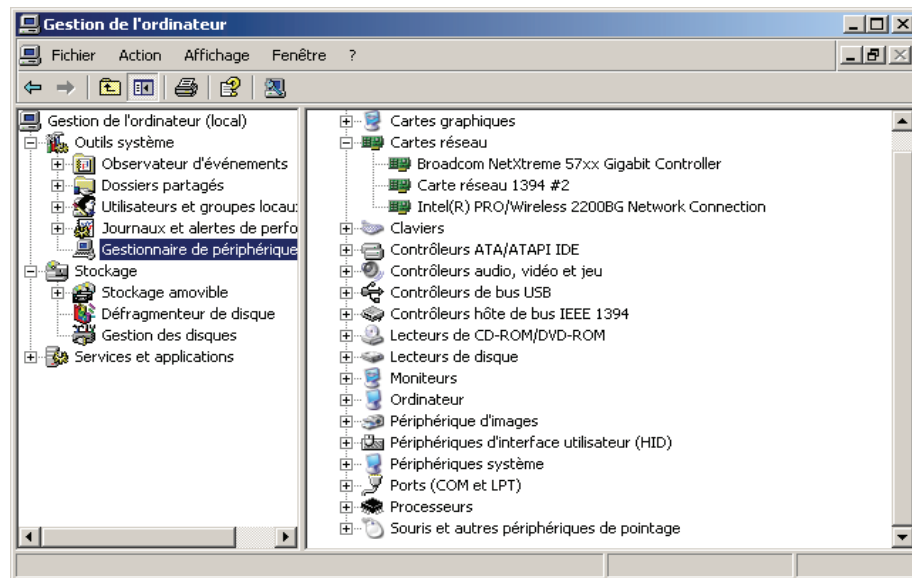 Gestion de l'ordinateur
Fichier Action Affichage Fenêtre ?
Gestion de l'ordinateur (local)
Outils système
Observateur d'événements
Dossiers partagés
Utilisateurs et groupes locau
Journaux et alertes de perfo
Gestionnaire de périphérique
Stockage
Stockage amovible
Défragmenteur de disque
Gestion des disques
Services et applications
Cartes graphiques
Cartes réseau
Broadcom NetXtreme 57xx Gigabit Controller
Carte réseau 1394 #2
Intel(R) PRO/Wireless 2200BG Network Connection
Claviers
Contrôleurs ATA/ATAPI IDE
Contrôleurs audio, vidéo et jeu
Contrôleurs de bus USB
Contrôleurs hôte de bus IEEE 1394
Lecteurs de CD-ROM/DVD-ROM
Lecteurs de disque
Moniteurs
Ordinateur
Périphérique d'images
Périphériques d'interface utilisateur (HID)
Périphériques système
Ports (COM et LPT)
Processeurs
Souris et autres périphériques de pointage